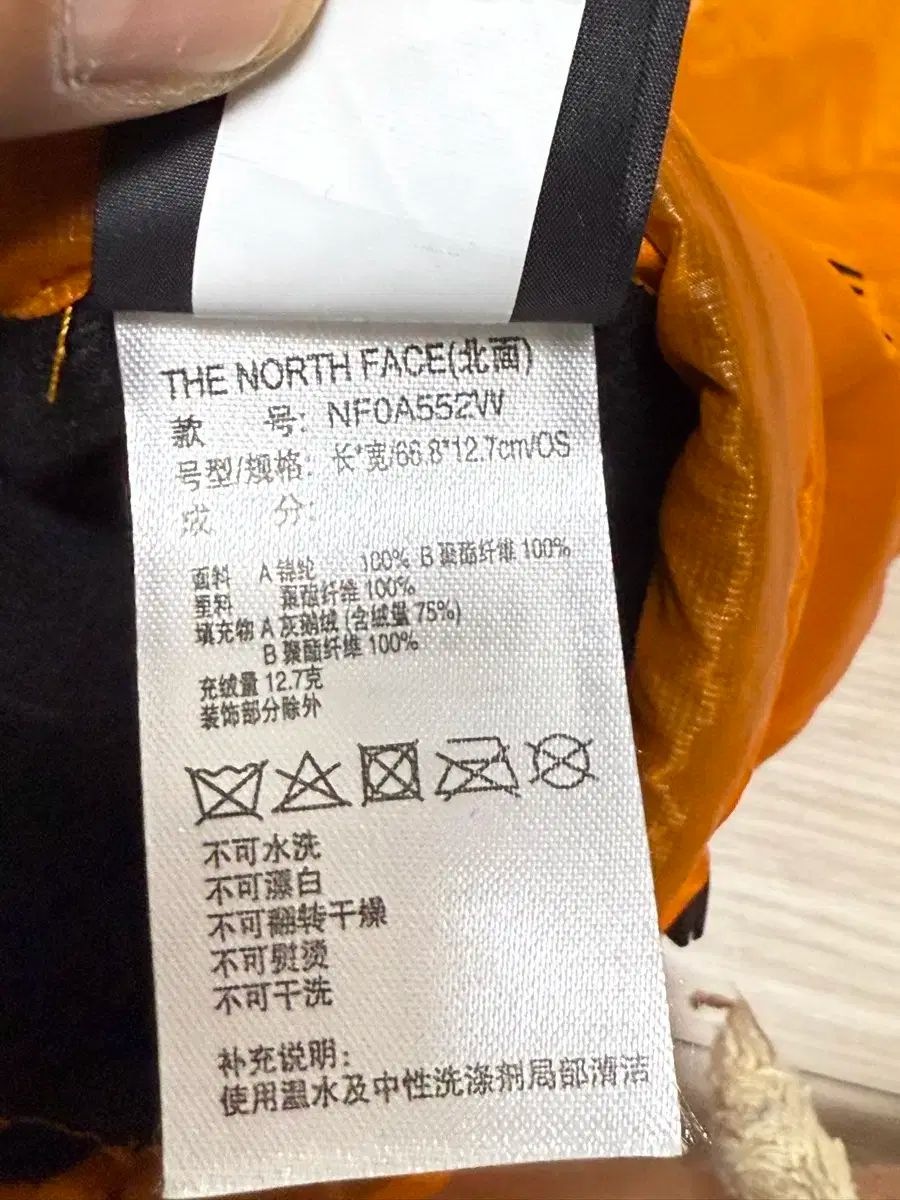 THE NORTH FACE(北面)
款 号: NF0A552W
号型/规格: 长*宽/66.8*12.7cm/OS
成 分:
面料 A 锦纶 100% B 聚酯纤维 100%
里料 聚酯纤维 100%
填充物 A 灰鹅绒 (含绒量 75%)
B 聚酯纤维 100%
充绒量 12.7克
装饰部分除外
不可水洗
不可漂白
不可翻转干燥
不可熨烫
不可干洗
补充说明:
使用温水及中性洗涤剂局部清洁